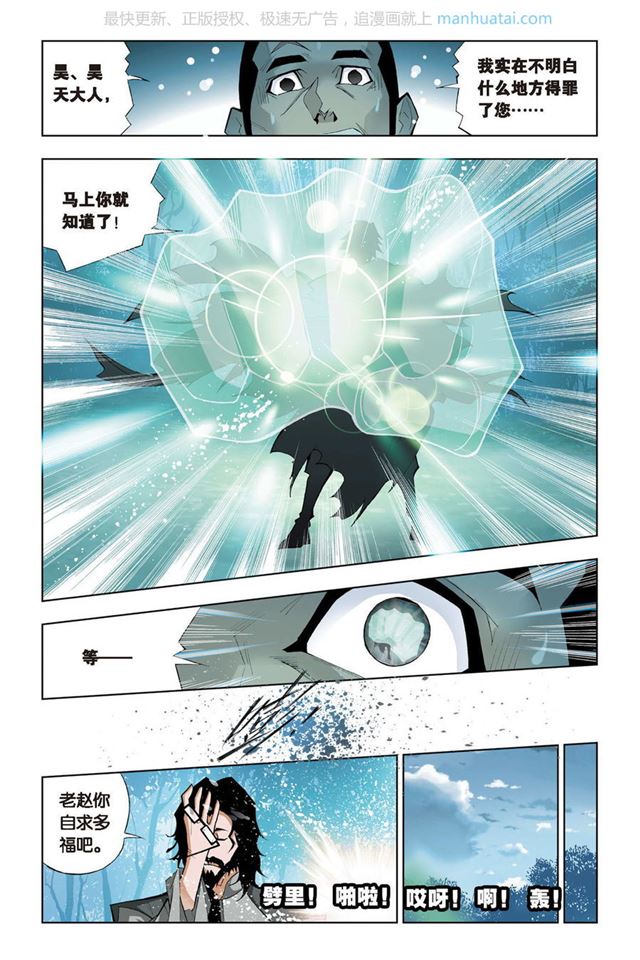 最快更新、正版授权、极速无广告，追漫画就上 manhuatai.com
昊、昊
天大人，
我实在不明白
什么地方得罪
了您……
马上你就
知道了！
等——
老赵你
自求多
福吧。
劈里！ 啪啦！ 哎呀！ 啊！ 轰！